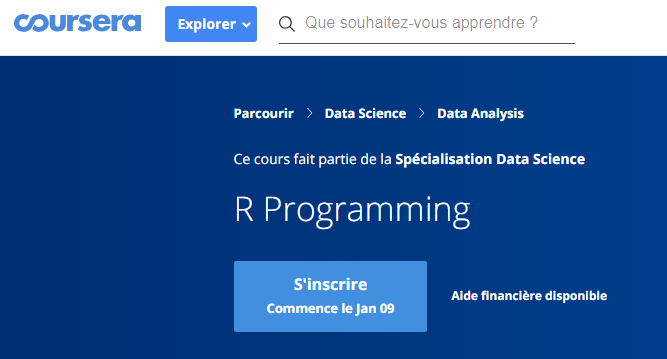 coursera
Explorer
Que souhaitez-vous apprendre ?
Parcourir > Data Science > Data Analysis
Ce cours fait partie de la Spécialisation Data Science
R Programming
S'inscrire
Commence le Jan 09
Aide financière disponible